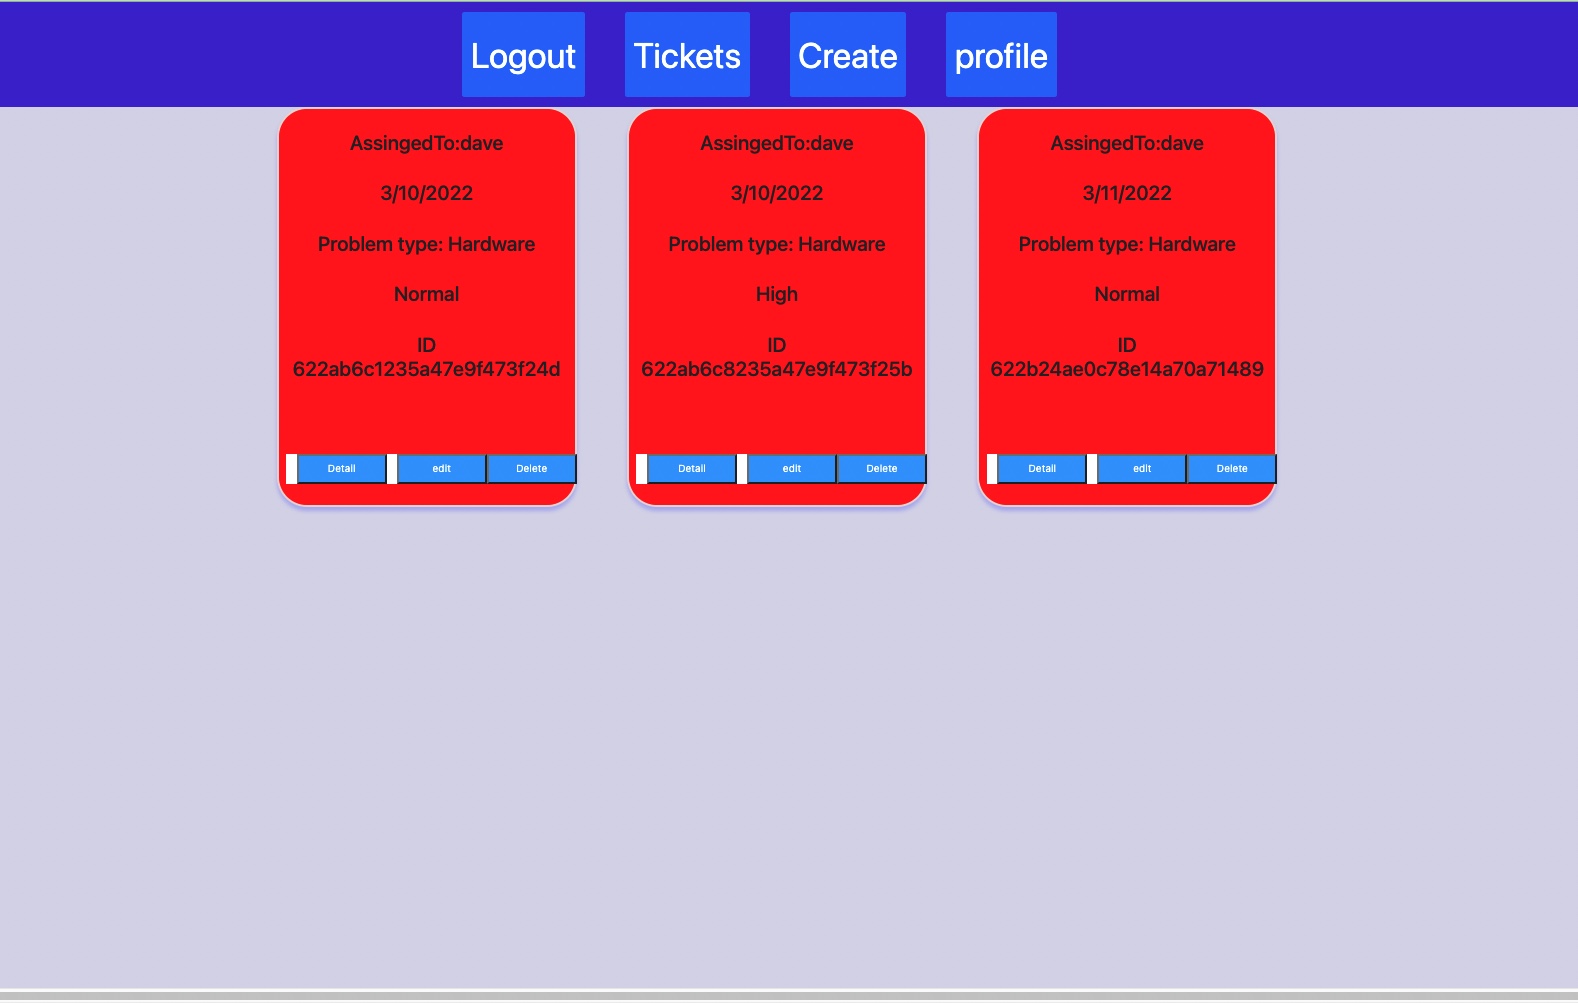 Logout Tickets Create profile
AssingedTo:dave
3/10/2022
Problem type: Hardware
Normal
ID
622ab6c1235a47e9f473f24d
Detail edit Delete
AssingedTo:dave
3/10/2022
Problem type: Hardware
High
ID
622ab6c8235a47e9f473f25b
Detail edit Delete
AssingedTo:dave
3/11/2022
Problem type: Hardware
Normal
ID
622b24ae0c78e14a70a71489
Detail edit Delete